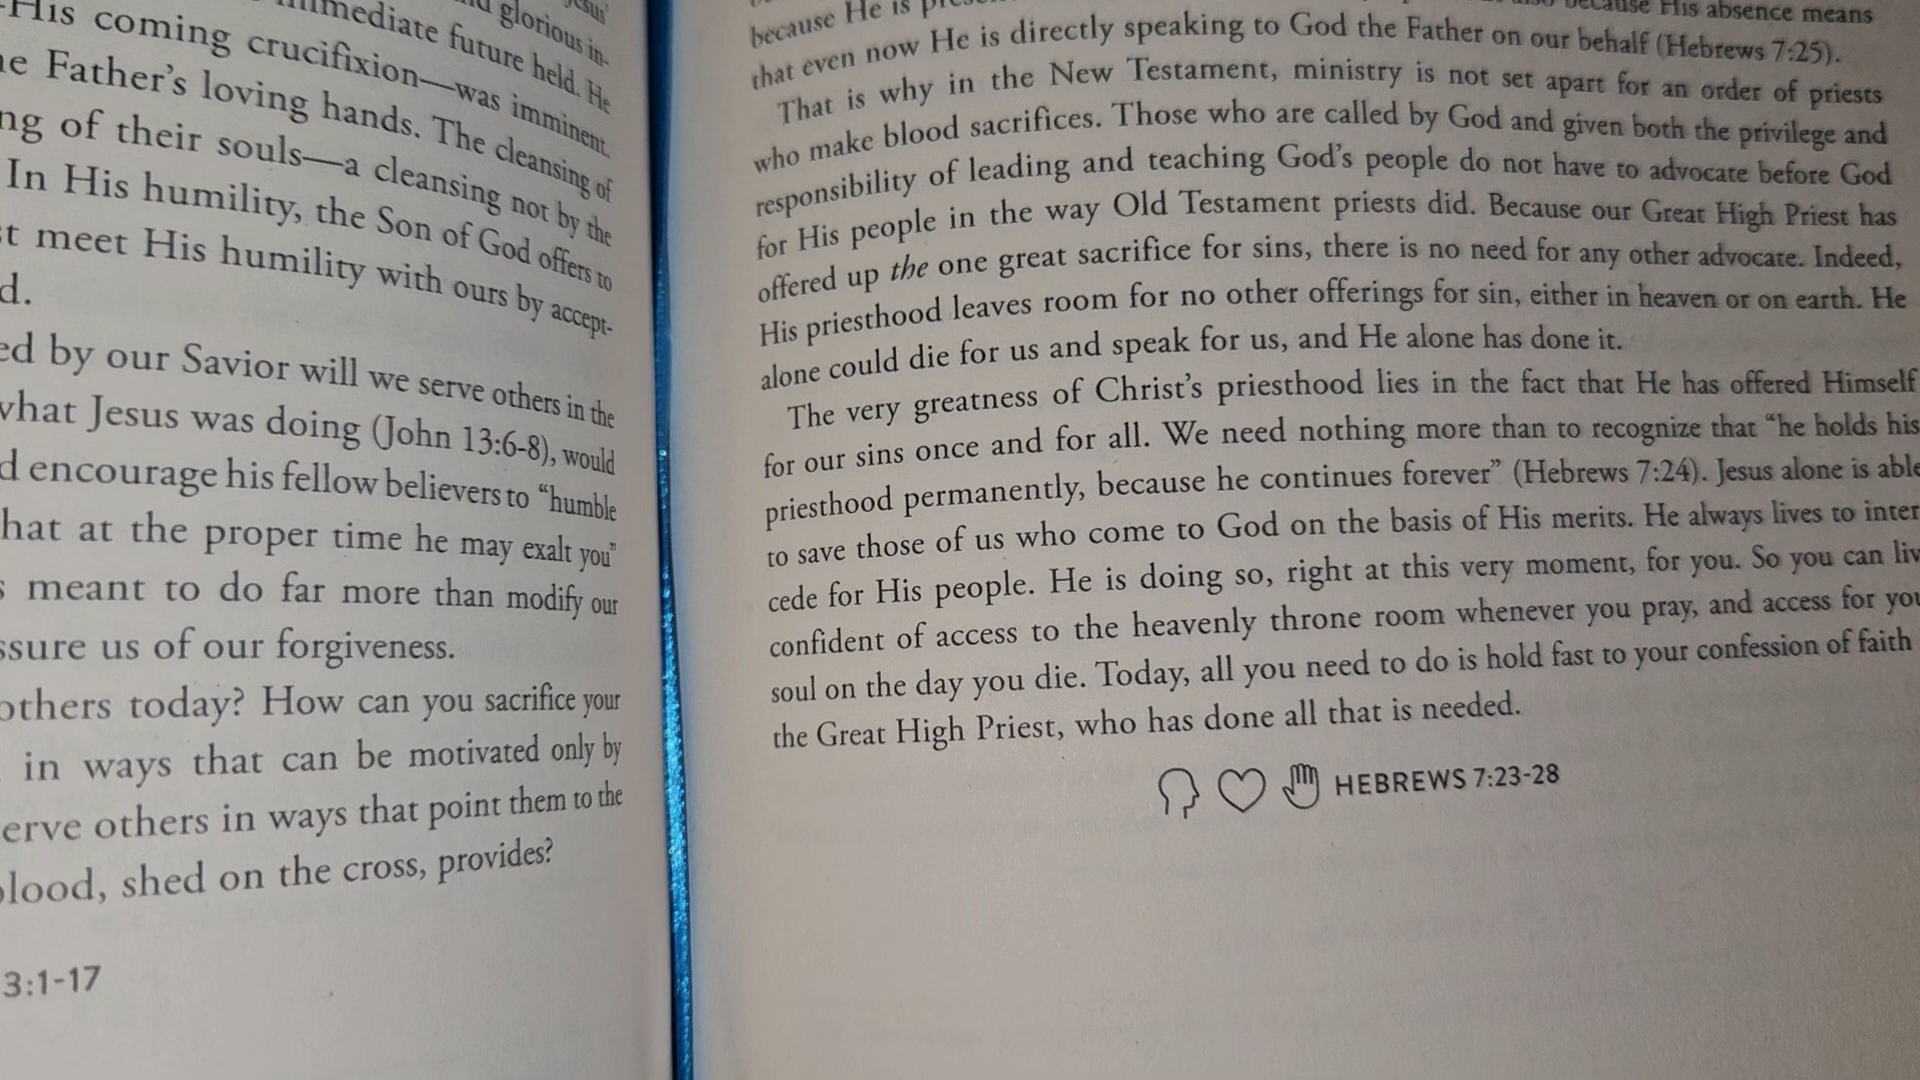 glorious in-
immediate future held. He
His coming crucifixion—was imminent.
Father's loving hands. The cleansing of
of their souls—a cleansing not by the
In His humility, the Son of God offers to
meet His humility with ours by accept-
d.
by our Savior will we serve others in the
what Jesus was doing (John 13:6-8), would
encourage his fellow believers to “humble
hat at the proper time he may exalt you”
meant to do far more than modify our
ssure us of our forgiveness.
others today? How can you sacrifice your
in ways that can be motivated only by
erve others in ways that point them to the
blood, shed on the cross, provides?
3:1-17
because He is
because His absence means
that even now He is directly speaking to God the Father on our behalf (Hebrews 7:25).
That is why in the New Testament, ministry is not set apart for an order of priests
who make blood sacrifices. Those who are called by God and given both the privilege and
responsibility of leading and teaching God's people do not have to advocate before God
for His people in the way Old Testament priests did. Because our Great High Priest has
offered up the one great sacrifice for sins, there is no need for any other advocate. Indeed,
His priesthood leaves room for no other offerings for sin, either in heaven or on earth. He
alone could die for us and speak for us, and He alone has done it.
The very greatness of Christ's priesthood lies in the fact that He has offered Himself
for our sins once and for all. We need nothing more than to recognize that “he holds his
priesthood permanently, because he continues forever” (Hebrews 7:24). Jesus alone is able
to save those of us who come to God on the basis of His merits. He always lives to inter
cede for His people. He is doing so, right at this very moment, for you. So you can liv
confident of access to the heavenly throne room whenever you pray, and access for you
soul on the day you die. Today, all you need to do is hold fast to your confession of faith
the Great High Priest, who has done all that is needed.
HEBREWS 7:23-28